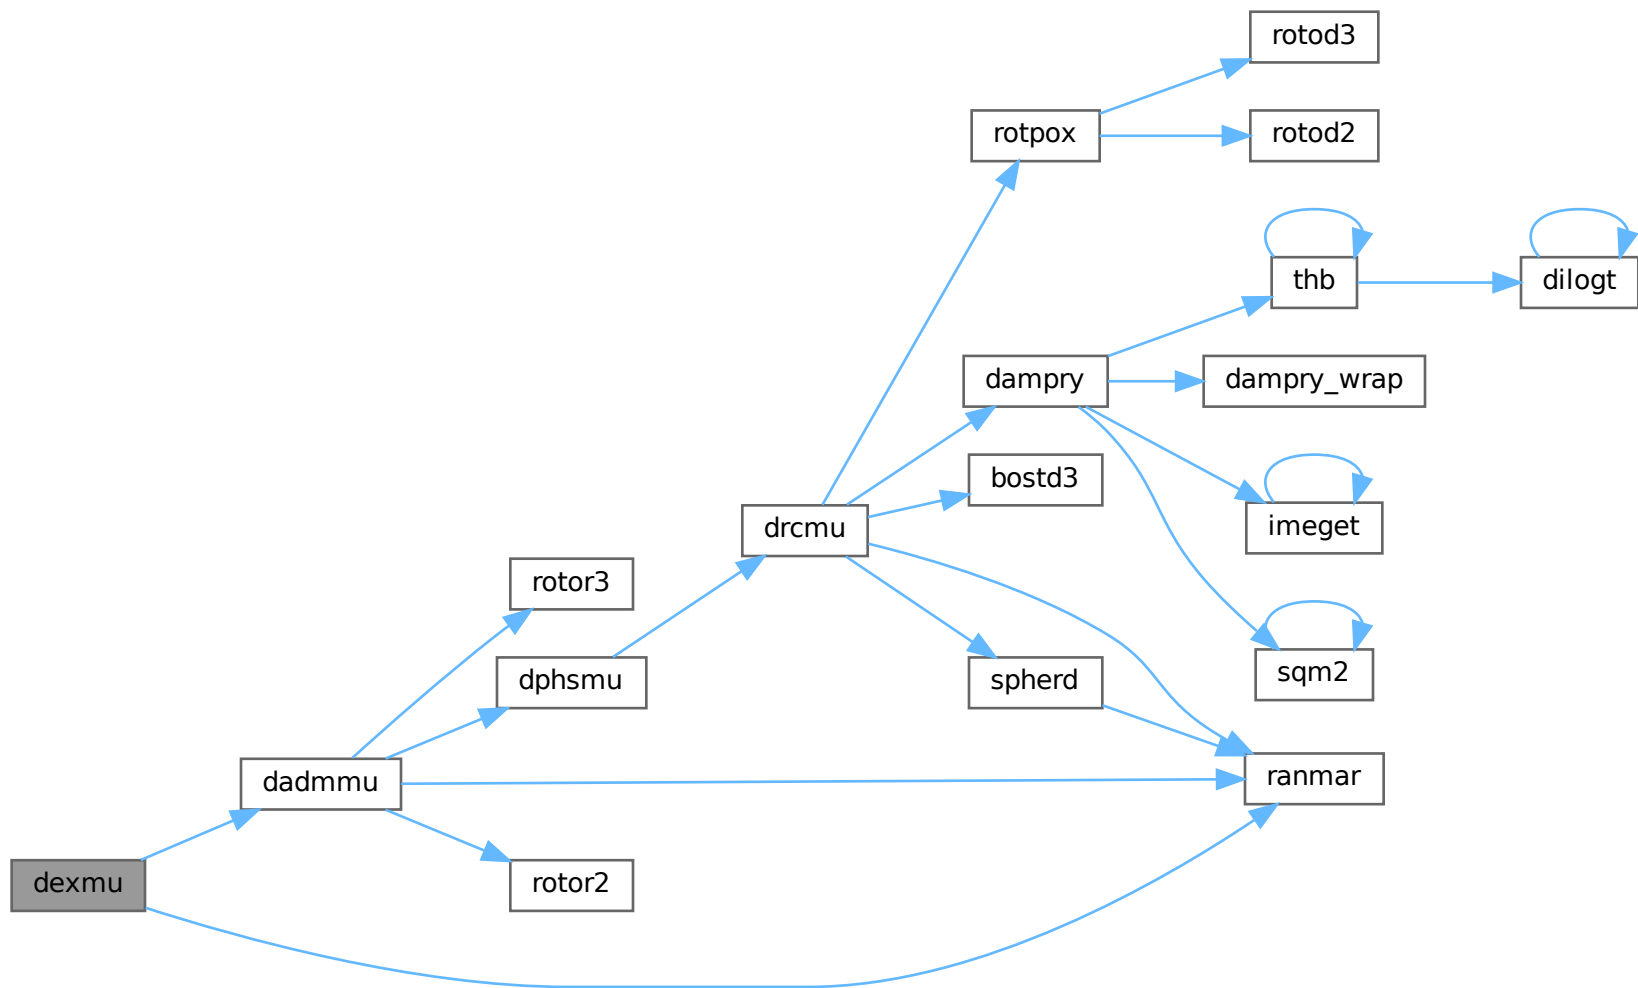 rotod3
rotpox
rotod2
thb
dilogt
dampry
dampry_wrap
bostd3
drcmu
imeget
rotor3
dphsmu
spherd
sqm2
dadmmu
ranmar
dexmu
rotor2